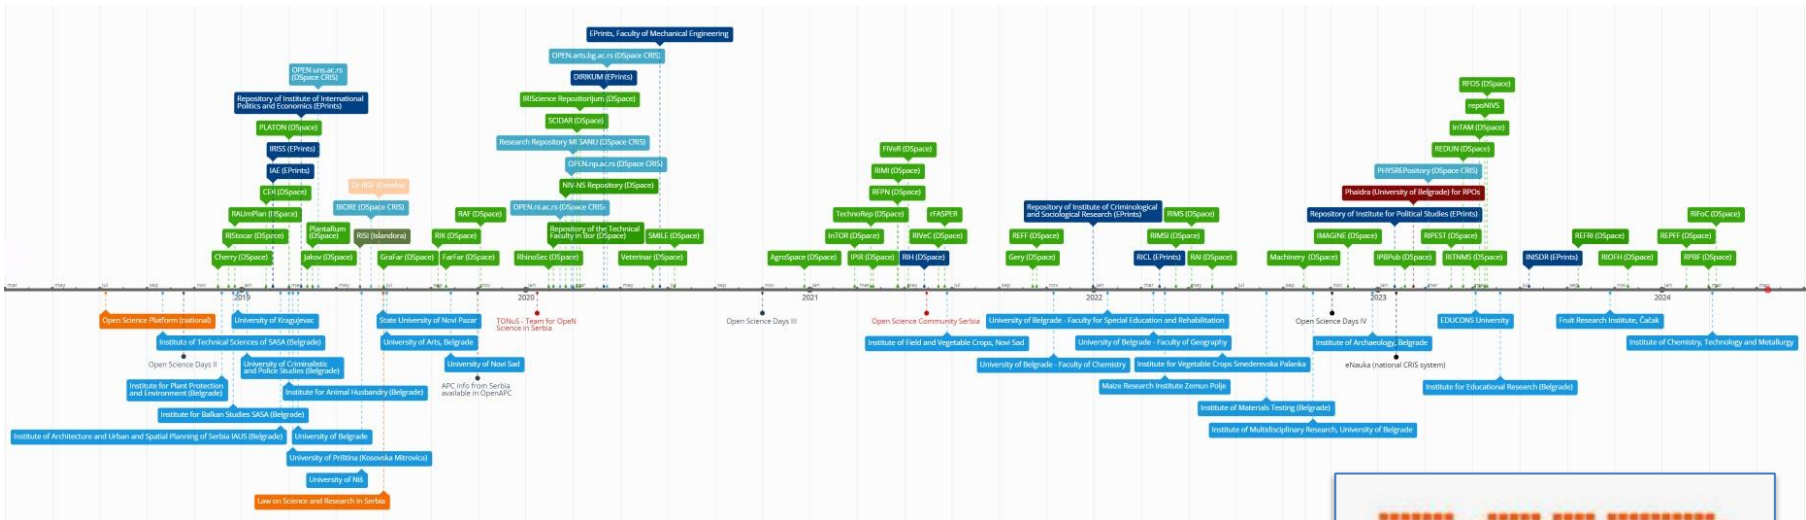 EPrints, Faculty of Mechanical Engineering
OPEN.arts.bg.ac.rs (DSpace CRIS)
OPEN.uns.ac.rs
(DSpace CRIS)
DIRIKUM (EPrints)
RFOS (DSpace)
Repository of Institute of International
Politics and Economics (EPrints)
IRIScience Repozitorijum (DSpace)
repoNIVS
PLATON (DSpace)
SCIDAR (DSpace)
InTAM (DSpace)
IRISS (EPrints)
Research Repository MI SANU (DSpace CRIS)
FiVeR (DSpace)
REDUN (DSpace)
IAE (EPrints)
OPEN.np.ac.rs (DSpace CRIS)
RIMI (DSpace)
PHYSREPository (DSpace CRIS)
CER (DSpace)
NIV-NS Repository (DSpace)
RFPN (DSpace)
Phaidra (University of Belgrade) for RPOs
RAUmPlan (DSpace)
BIORE (DSpace CRIS)
RAF (DSpace)
OPEN.ni.ac.rs (DSpace CRIS)
TechnoRep (DSpace)
rFASPER
Repository of Institute of Criminological
and Sociological Research (EPrints)
RIMS (DSpace)
Repository of Institute for Political Studies (EPrints)
RIFoC (DSpace)
RIStocar (DSpace)
PlantaRum
(DSpace)
RISI (Islandora)
RIK (DSpace)
Repository of the Technical
Faculty in Bor (DSpace)
SMILE (DSpace)
InTOR (DSpace)
RIVeC (DSpace)
REFF (DSpace)
RIMSI (DSpace)
IMAGINE (DSpace)
RIPEST (DSpace)
REFRI (DSpace)
REPFF (DSpace)
Cherry (DSpace)
Jakov (DSpace)
GraFar (DSpace)
FarFar (DSpace)
RhinoSec (DSpace)
Veterinar (DSpace)
AgroSpace (DSpace)
IPIR (DSpace)
RIH (DSpace)
Gery (DSpace)
RICL (EPrints)
RAI (DSpace)
Machinery (DSpace)
IPBPub (DSpace)
RITNMS (DSpace)
INISDR (EPrints)
RIOFH (DSpace)
RPBF (DSpace)
2019 2020 2021 2022 2023 2024
Open Science Platform (national)
University of Kragujevac
State University of Novi Pazar
TONuS - Team for OpeN
Science in Serbia
Open Science Days III
Open Science Community Serbia
University of Belgrade - Faculty for Special Education and Rehabilitation
Open Science Days IV
EDUCONS University
Fruit Research Institute, Čačak
Institute of Technical Sciences of SASA (Belgrade)
University of Arts, Belgrade
Institute of Field and Vegetable Crops, Novi Sad
University of Belgrade - Faculty of Geography
Institute of Archaeology, Belgrade
Institute of Chemistry, Technology and Metallurgy
Open Science Days II
University of Criminalistic
and Police Studies (Belgrade)
University of Novi Sad
University of Belgrade - Faculty of Chemistry
Institute for Vegetable Crops Smederevska Palanka
eNauka (national CRIS system)
Institute for Plant Protection
and Environment (Belgrade)
Institute for Animal Husbandry (Belgrade)
APC info from Serbia
available in OpenAPC
Maize Research Institute Zemun Polje
Institute for Educational Research (Belgrade)
Institute for Balkan Studies SASA (Belgrade)
Institute of Materials Testing (Belgrade)
Institute of Architecture and Urban and Spatial Planning of Serbia IAUS (Belgrade)
University of Belgrade
Institute of Multidisciplinary Research, University of Belgrade
University of Priština (Kosovska Mitrovica)
University of Niš
Law on Science and Research in Serbia